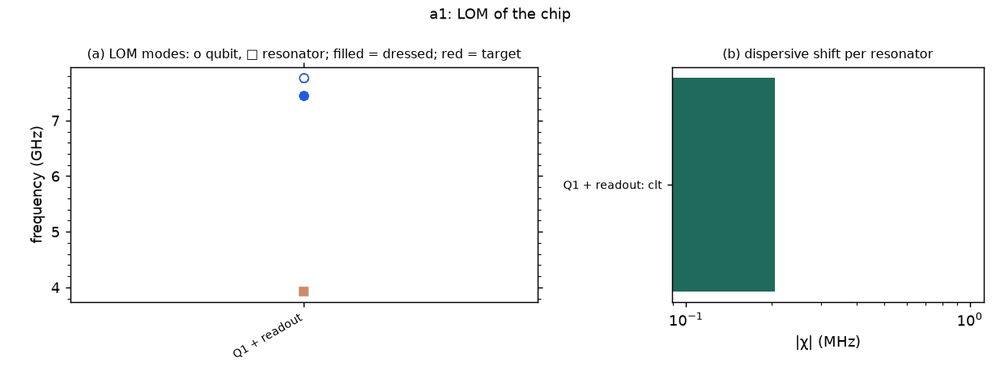 a1: LOM of the chip
(a) LOM modes: o qubit, □ resonator; filled = dressed; red = target
frequency (GHz)
7
6
5
4
Q1 + readout
(b) dispersive shift per resonator
Q1 + readout: clt
10⁻¹
10⁰
|χ| (MHz)